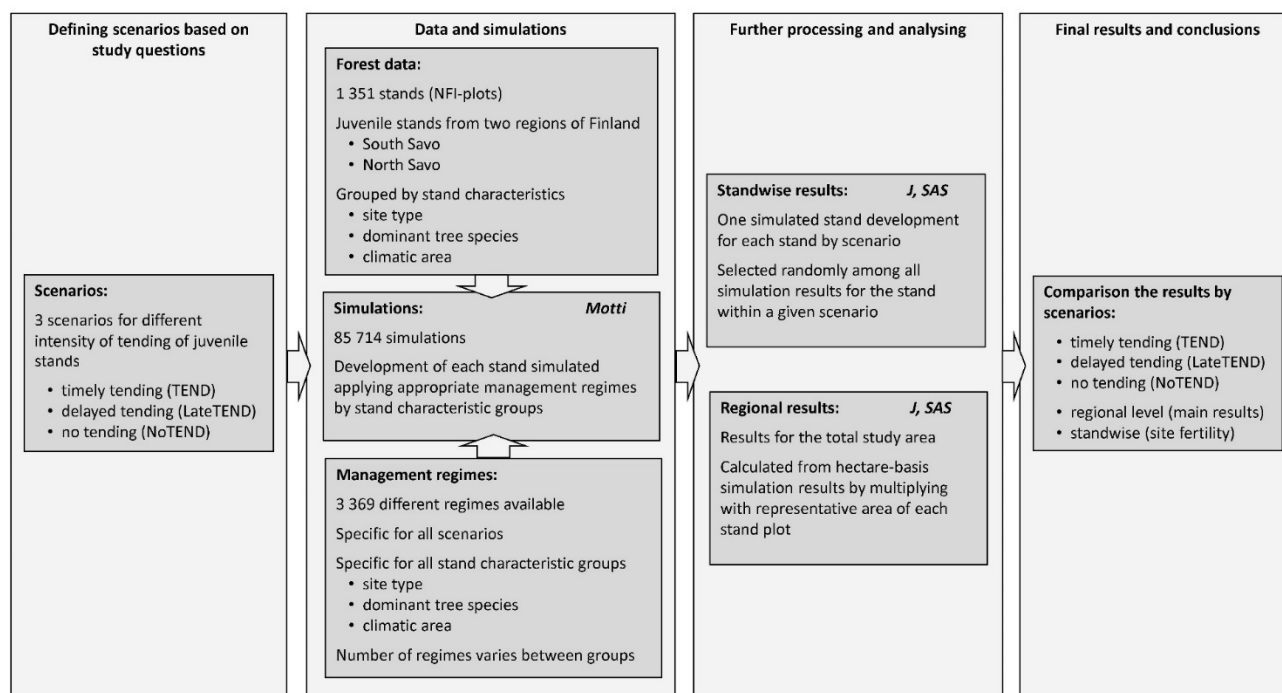 Defining scenarios based on
study questions
Scenarios:
3 scenarios for different
intensity of tending of juvenile
stands
• timely tending (TEND)
• delayed tending (LateTEND)
• no tending (NoTEND)
Data and simulations
Forest data:
1 351 stands (NFI-plots)
Juvenile stands from two regions of Finland
• South Savo
• North Savo
Grouped by stand characteristics
• site type
• dominant tree species
• climatic area
Simulations: Motti
85 714 simulations
Development of each stand simulated
applying appropriate management regimes
by stand characteristic groups
Management regimes:
3 369 different regimes available
Specific for all scenarios
Specific for all stand characteristic groups
• site type
• dominant tree species
• climatic area
Number of regimes varies between groups
Further processing and analysing
Standwise results: J, SAS
One simulated stand development
for each stand by scenario
Selected randomly among all
simulation results for the stand
within a given scenario
Regional results: J, SAS
Results for the total study area
Calculated from hectare-basis
simulation results by multiplying
with representative area of each
stand plot
Final results and conclusions
Comparison the results by
scenarios:
• timely tending (TEND)
• delayed tending (LateTEND)
• no tending (NoTEND)
• regional level (main results)
• standwise (site fertility)